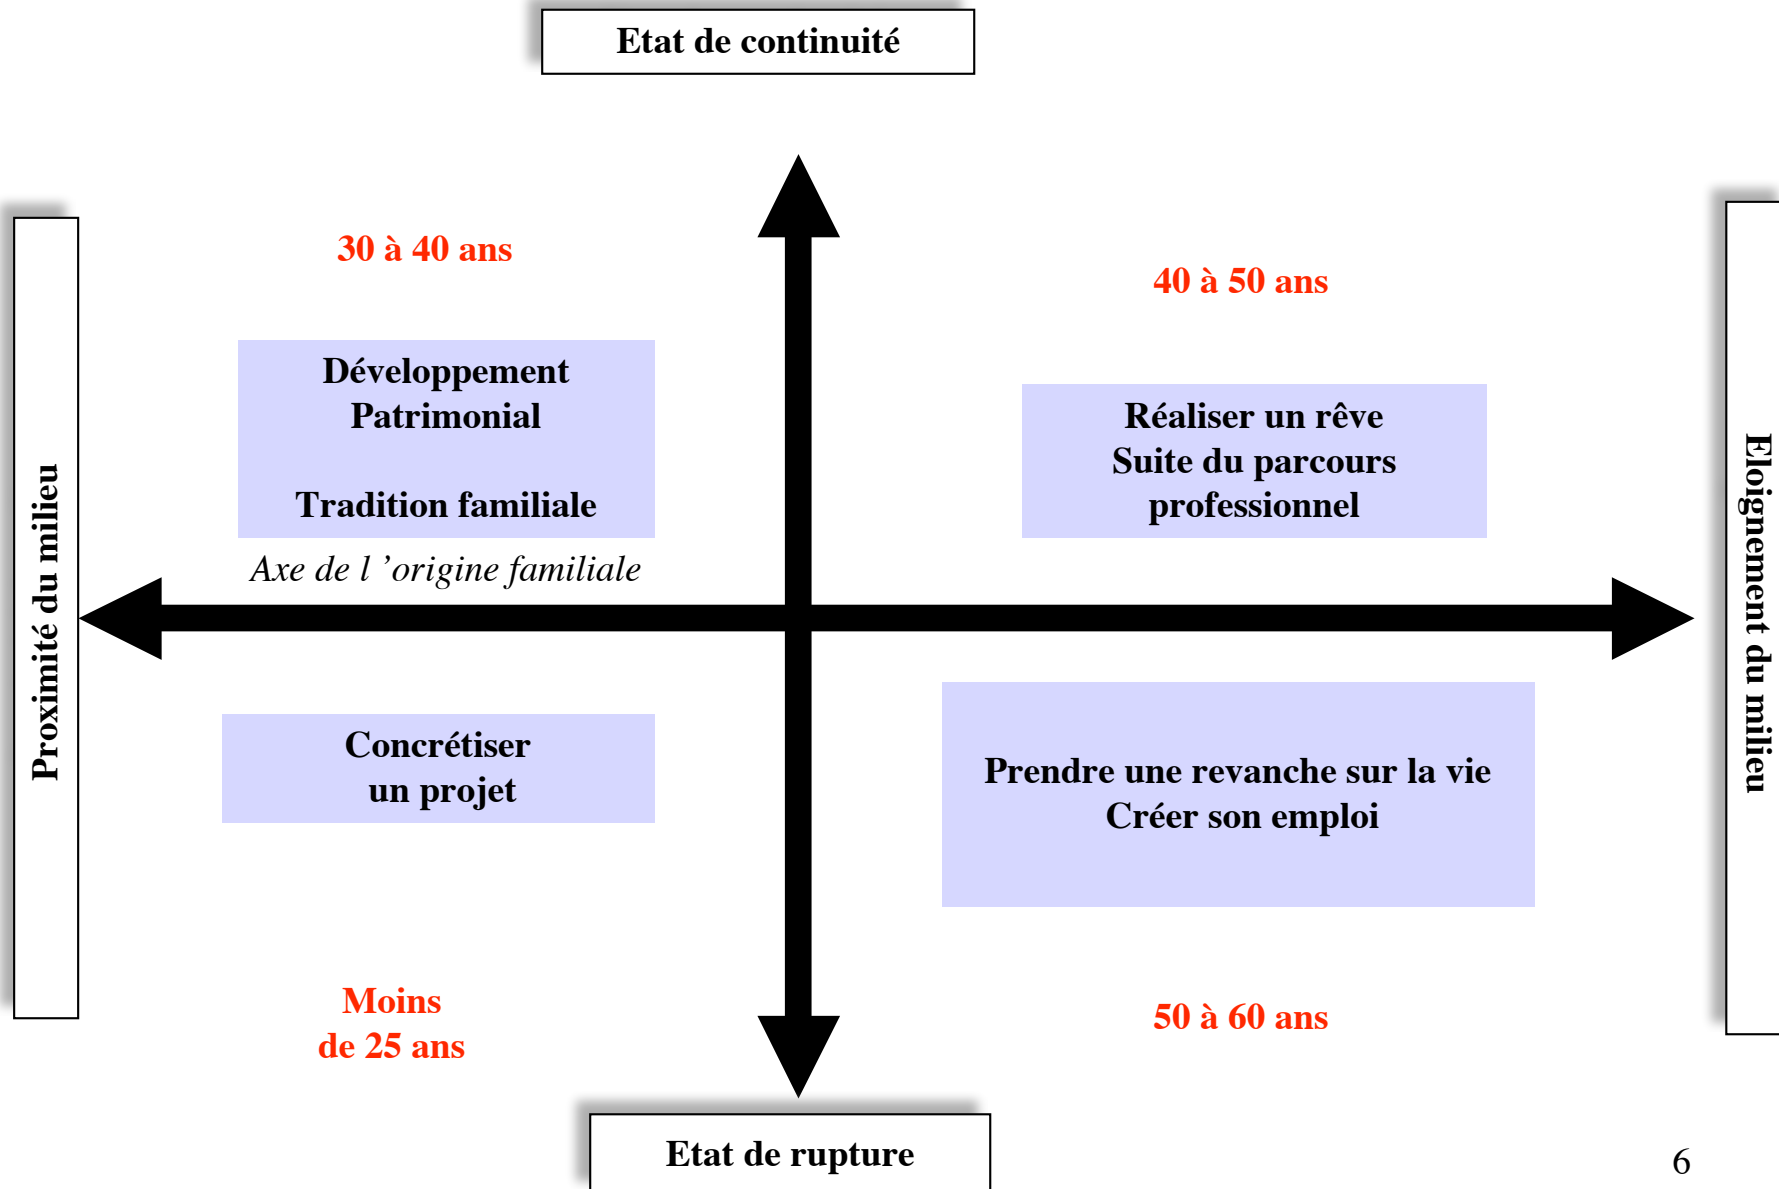 Etat de continuité
30 à 40 ans
40 à 50 ans
Développement
Patrimonial
Tradition familiale
Réaliser un rêve
Suite du parcours
professionnel
Axe de l ’origine familiale
Proximité du milieu
Eloignement du milieu
Concrétiser
un projet
Prendre une revanche sur la vie
Créer son emploi
Moins
de 25 ans
50 à 60 ans
Etat de rupture
6